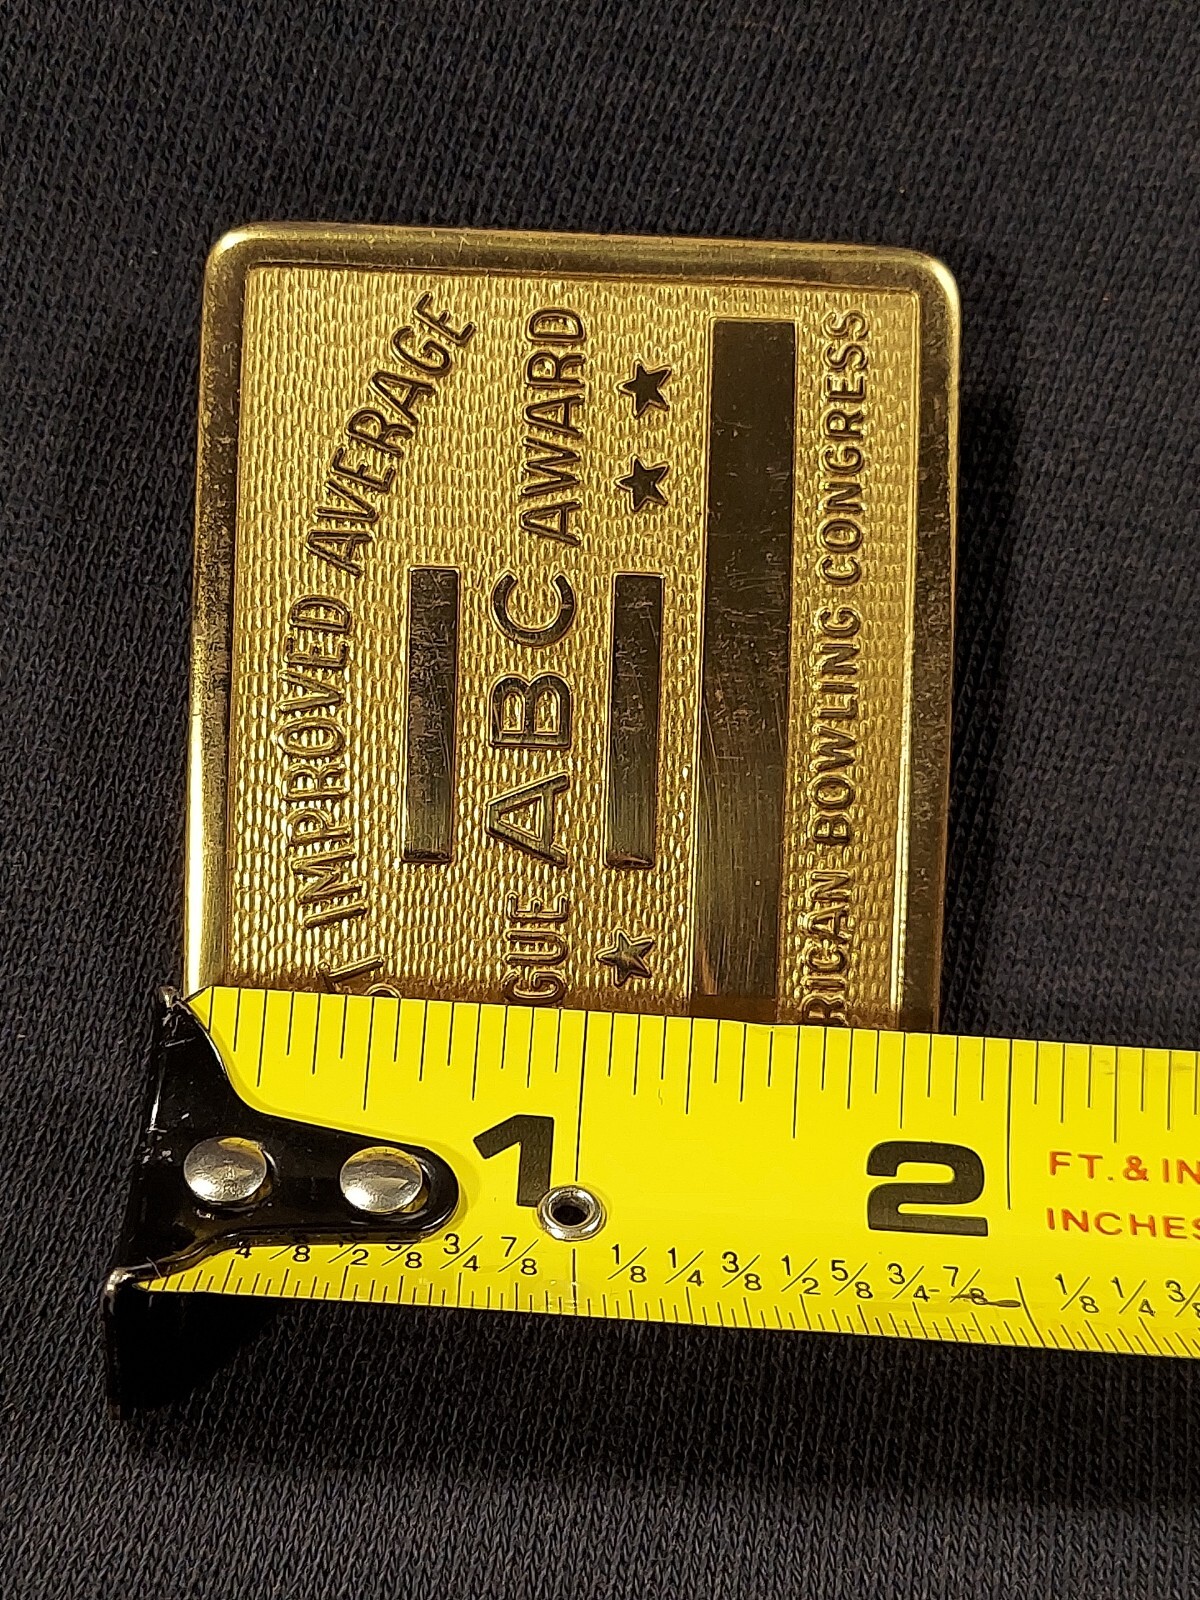 ST IMPROVED AVERAGE
GUE ABC AWARD
RICAN BOWLING CONGRESS
1 2
FT. & IN
INCHES
4 1/8 1/2 5/8 3/4 7/8 1/8 1/4 3/8 1/2 5/8 3/4 7/8 1/8 1/4 3/8